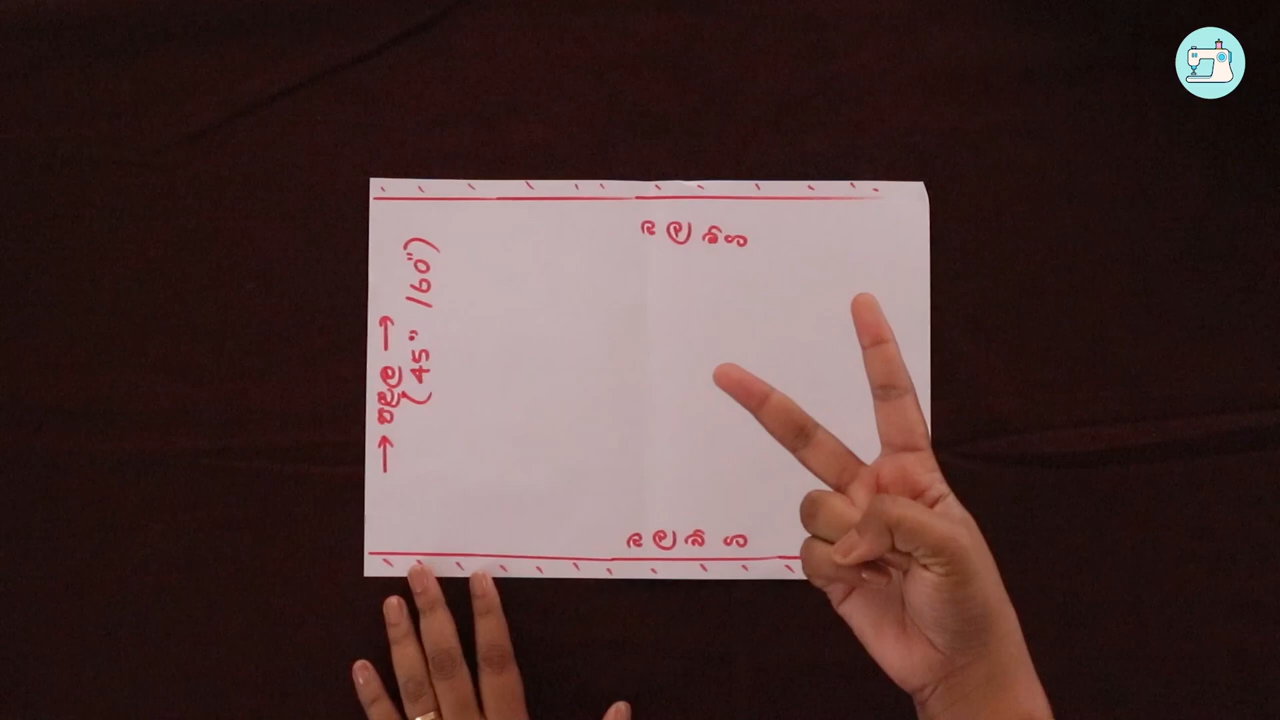 ද ල ක ඩ
→ පළල →
(45" /60")
ද ල ක ඩ